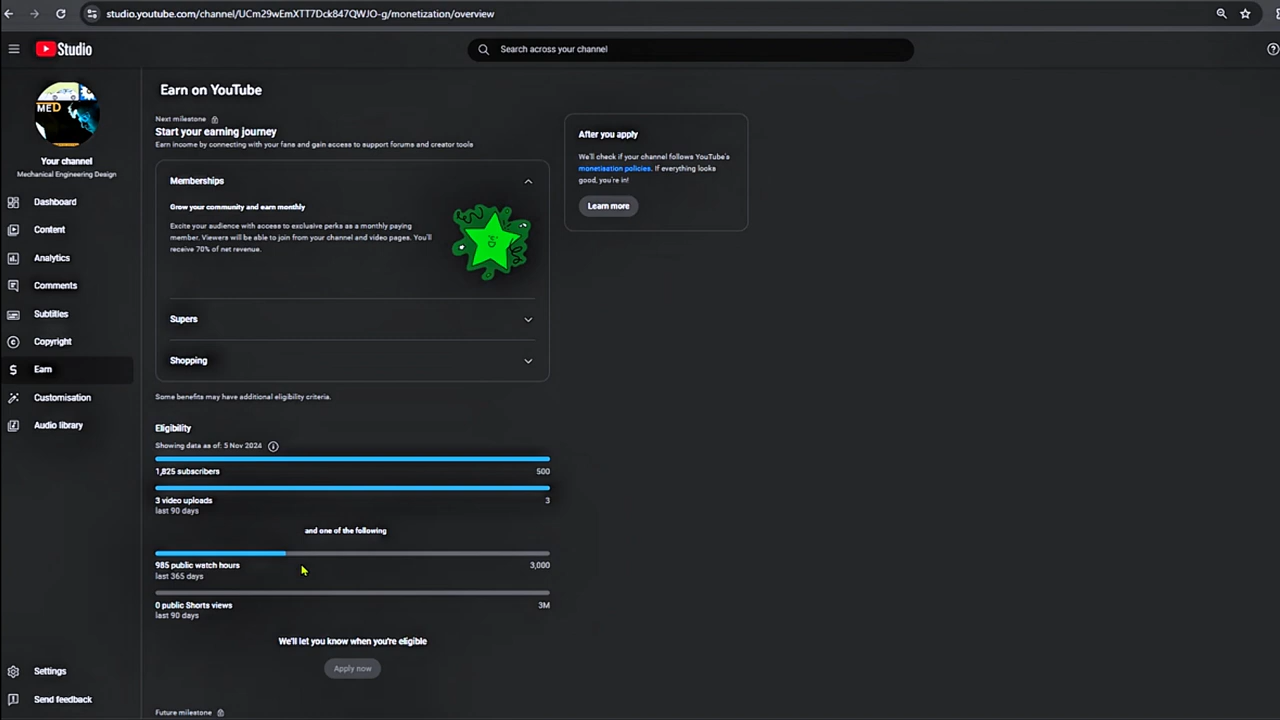 studio.youtube.com/channel/UCm29wEmXTT7Dck847QWJO-g/monetization/overview
Studio
Search across your channel
MED
Your channel
Mechanical Engineering Design
Dashboard
Content
Analytics
Comments
Subtitles
Copyright
Earn
Customisation
Audio library
Settings
Send feedback
Earn on YouTube
Next milestone
Start your earning journey
Earn income by connecting with your fans and gain access to support forums and creator tools
Memberships
Grow your community and earn monthly
Excite your audience with access to exclusive perks as a monthly paying
member. Viewers will be able to join from your channel and video pages. You'll
receive 70% of net revenue.
Supers
Shopping
Some benefits may have additional eligibility criteria.
Eligibility
Showing data as of: 5 Nov 2024
1,825 subscribers 500
3 video uploads 3
last 90 days
and one of the following
985 public watch hours 3,000
last 365 days
0 public Shorts views 3M
last 90 days
We'll let you know when you're eligible
Apply now
Future milestone
After you apply
We'll check if your channel follows YouTube's
monetisation policies. If everything looks
good, you're in!
Learn more